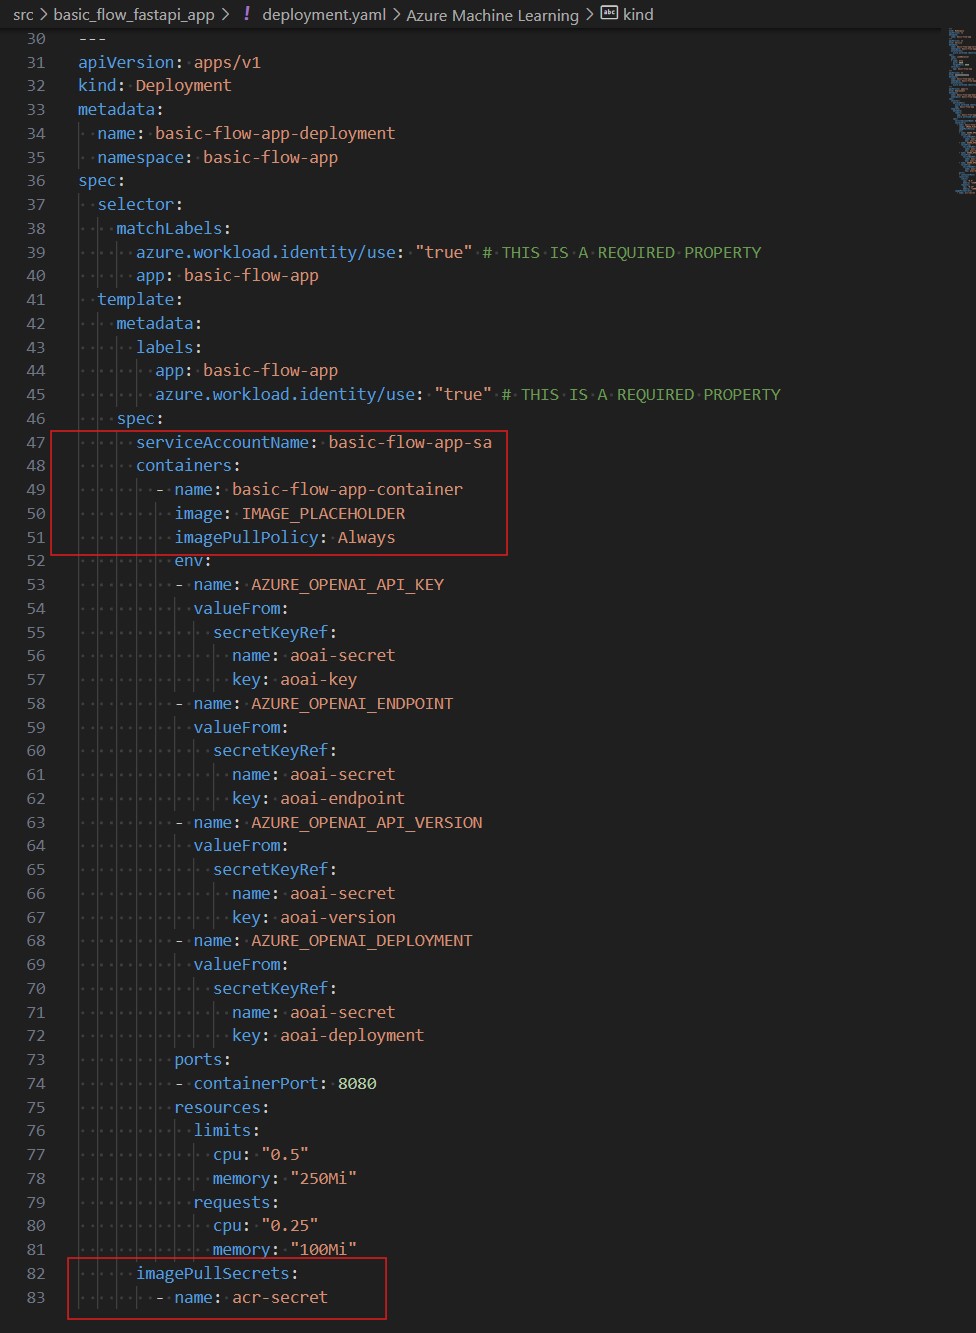 src > basic_flow_fastapi_app > ! deployment.yaml > Azure Machine Learning > abc kind
30 ---
31 apiVersion: apps/v1
32 kind: Deployment
33 metadata:
34   name: basic-flow-app-deployment
35   namespace: basic-flow-app
36 spec:
37   selector:
38     matchLabels:
39       azure.workload.identity/use: "true" # THIS IS A REQUIRED PROPERTY
40       app: basic-flow-app
41   template:
42     metadata:
43       labels:
44         app: basic-flow-app
45         azure.workload.identity/use: "true" # THIS IS A REQUIRED PROPERTY
46     spec:
47       serviceAccountName: basic-flow-app-sa
48       containers:
49         - name: basic-flow-app-container
50           image: IMAGE_PLACEHOLDER
51           imagePullPolicy: Always
52           env:
53           - name: AZURE_OPENAI_API_KEY
54             valueFrom:
55               secretKeyRef:
56                 name: aoai-secret
57                 key: aoai-key
58           - name: AZURE_OPENAI_ENDPOINT
59             valueFrom:
60               secretKeyRef:
61                 name: aoai-secret
62                 key: aoai-endpoint
63           - name: AZURE_OPENAI_API_VERSION
64             valueFrom:
65               secretKeyRef:
66                 name: aoai-secret
67                 key: aoai-version
68           - name: AZURE_OPENAI_DEPLOYMENT
69             valueFrom:
70               secretKeyRef:
71                 name: aoai-secret
72                 key: aoai-deployment
73           ports:
74           - containerPort: 8080
75           resources:
76             limits:
77               cpu: "0.5"
78               memory: "250Mi"
79             requests:
80               cpu: "0.25"
81               memory: "100Mi"
82       imagePullSecrets:
83         - name: acr-secret